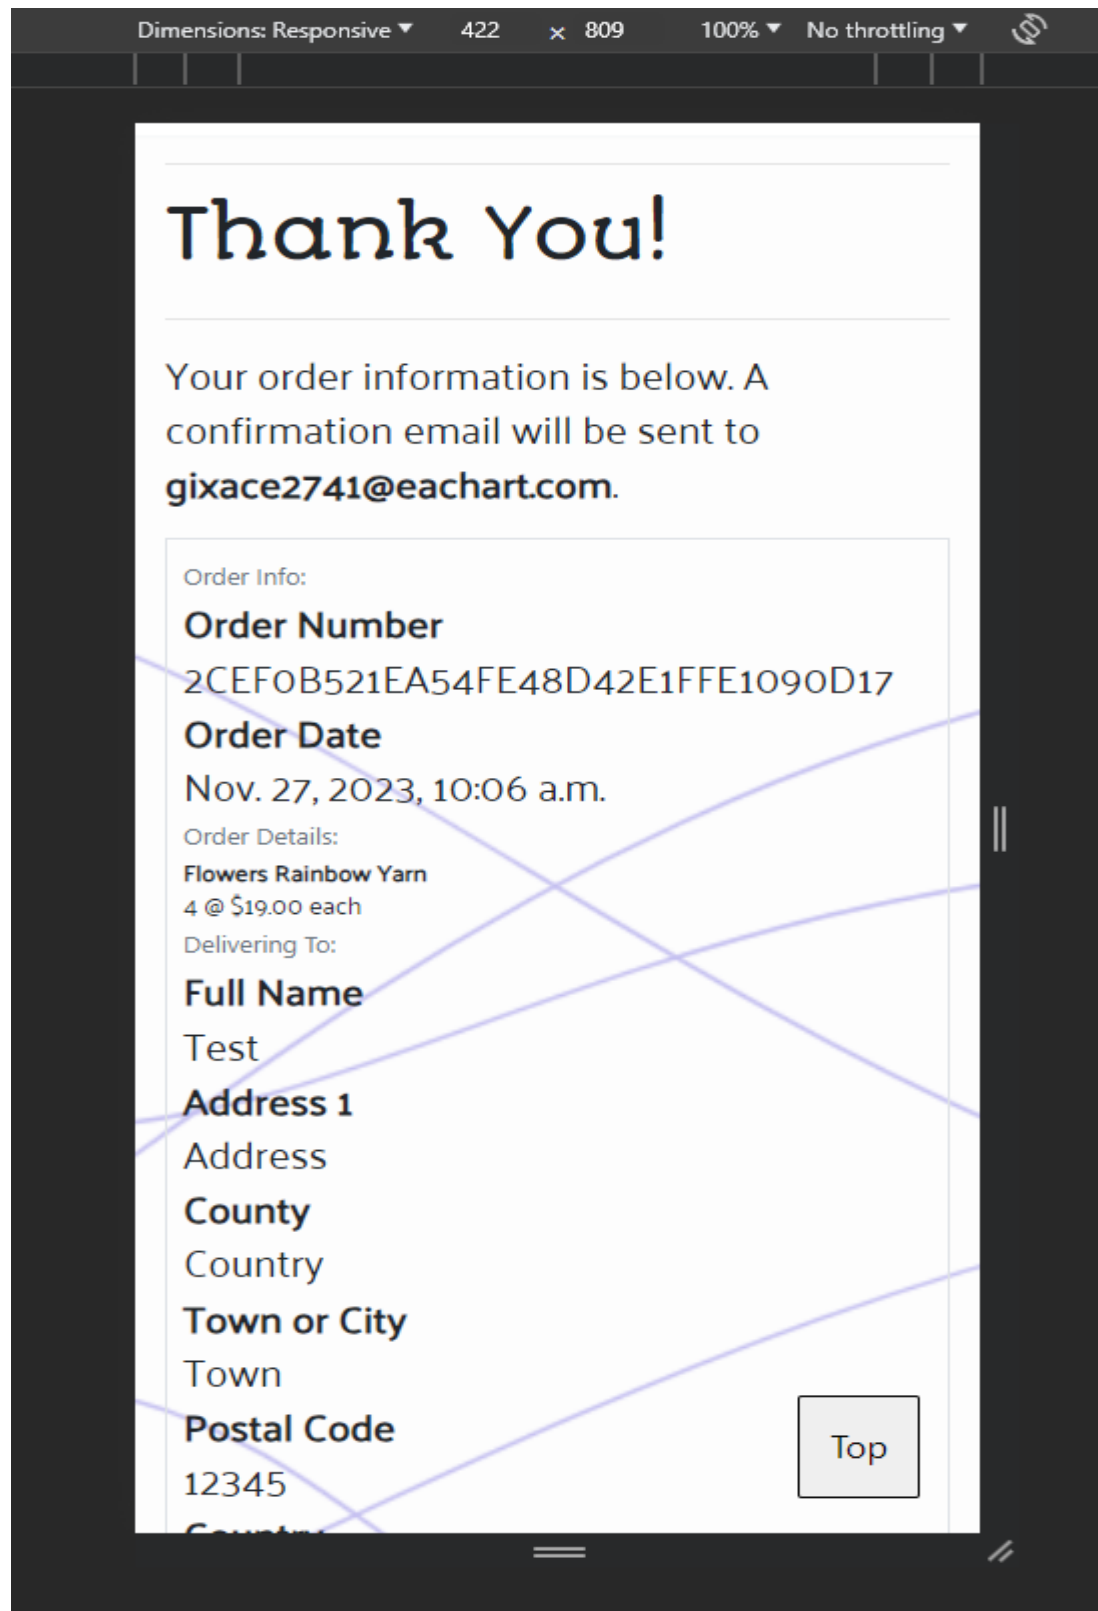 Dimensions: Responsive ▼ 422 × 809 100% ▼ No throttling ▼
Thank You!
Your order information is below. A
confirmation email will be sent to
gixace2741@eachart.com.
Order Info:
Order Number
2CEF0B521EA54FE48D42E1FFE1090D17
Order Date
Nov. 27, 2023, 10:06 a.m.
Order Details:
Flowers Rainbow Yarn
4 @ $19.00 each
Delivering To:
Full Name
Test
Address 1
Address
County
Country
Town or City
Town
Postal Code
Top
12345
Country